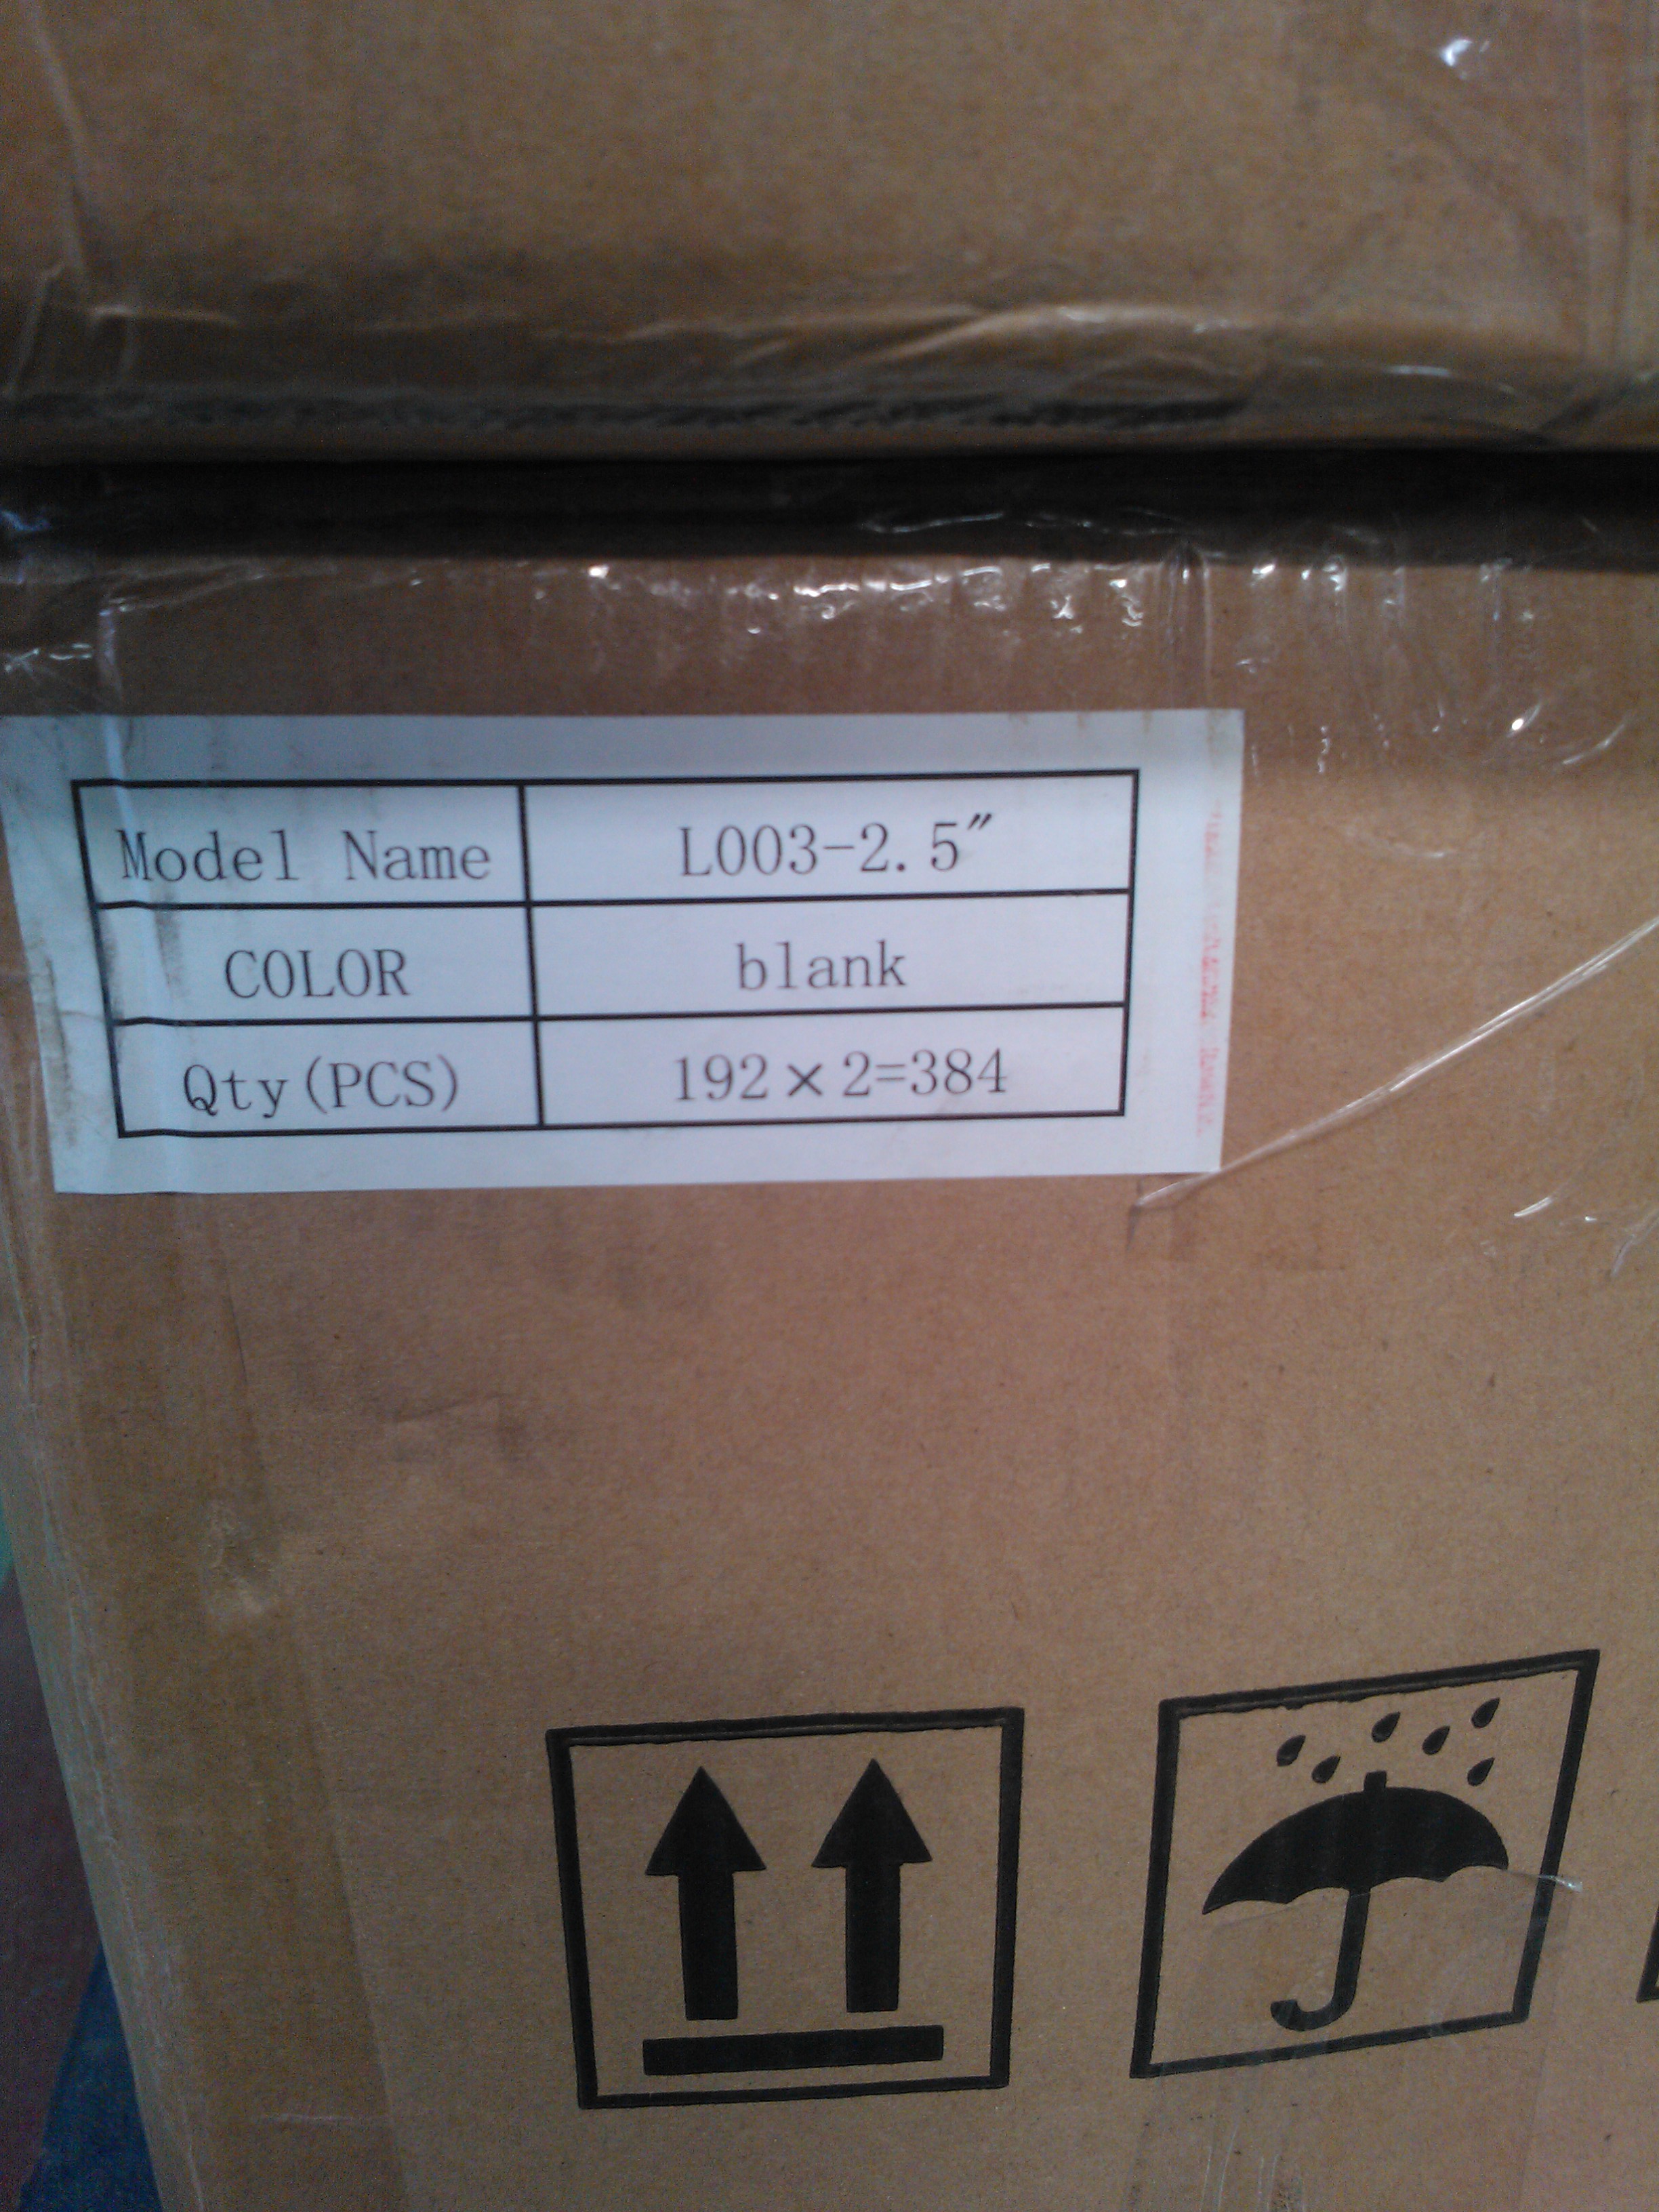 Model Name L003-2.5″
COLOR blank
Qty(PCS) 192×2=384